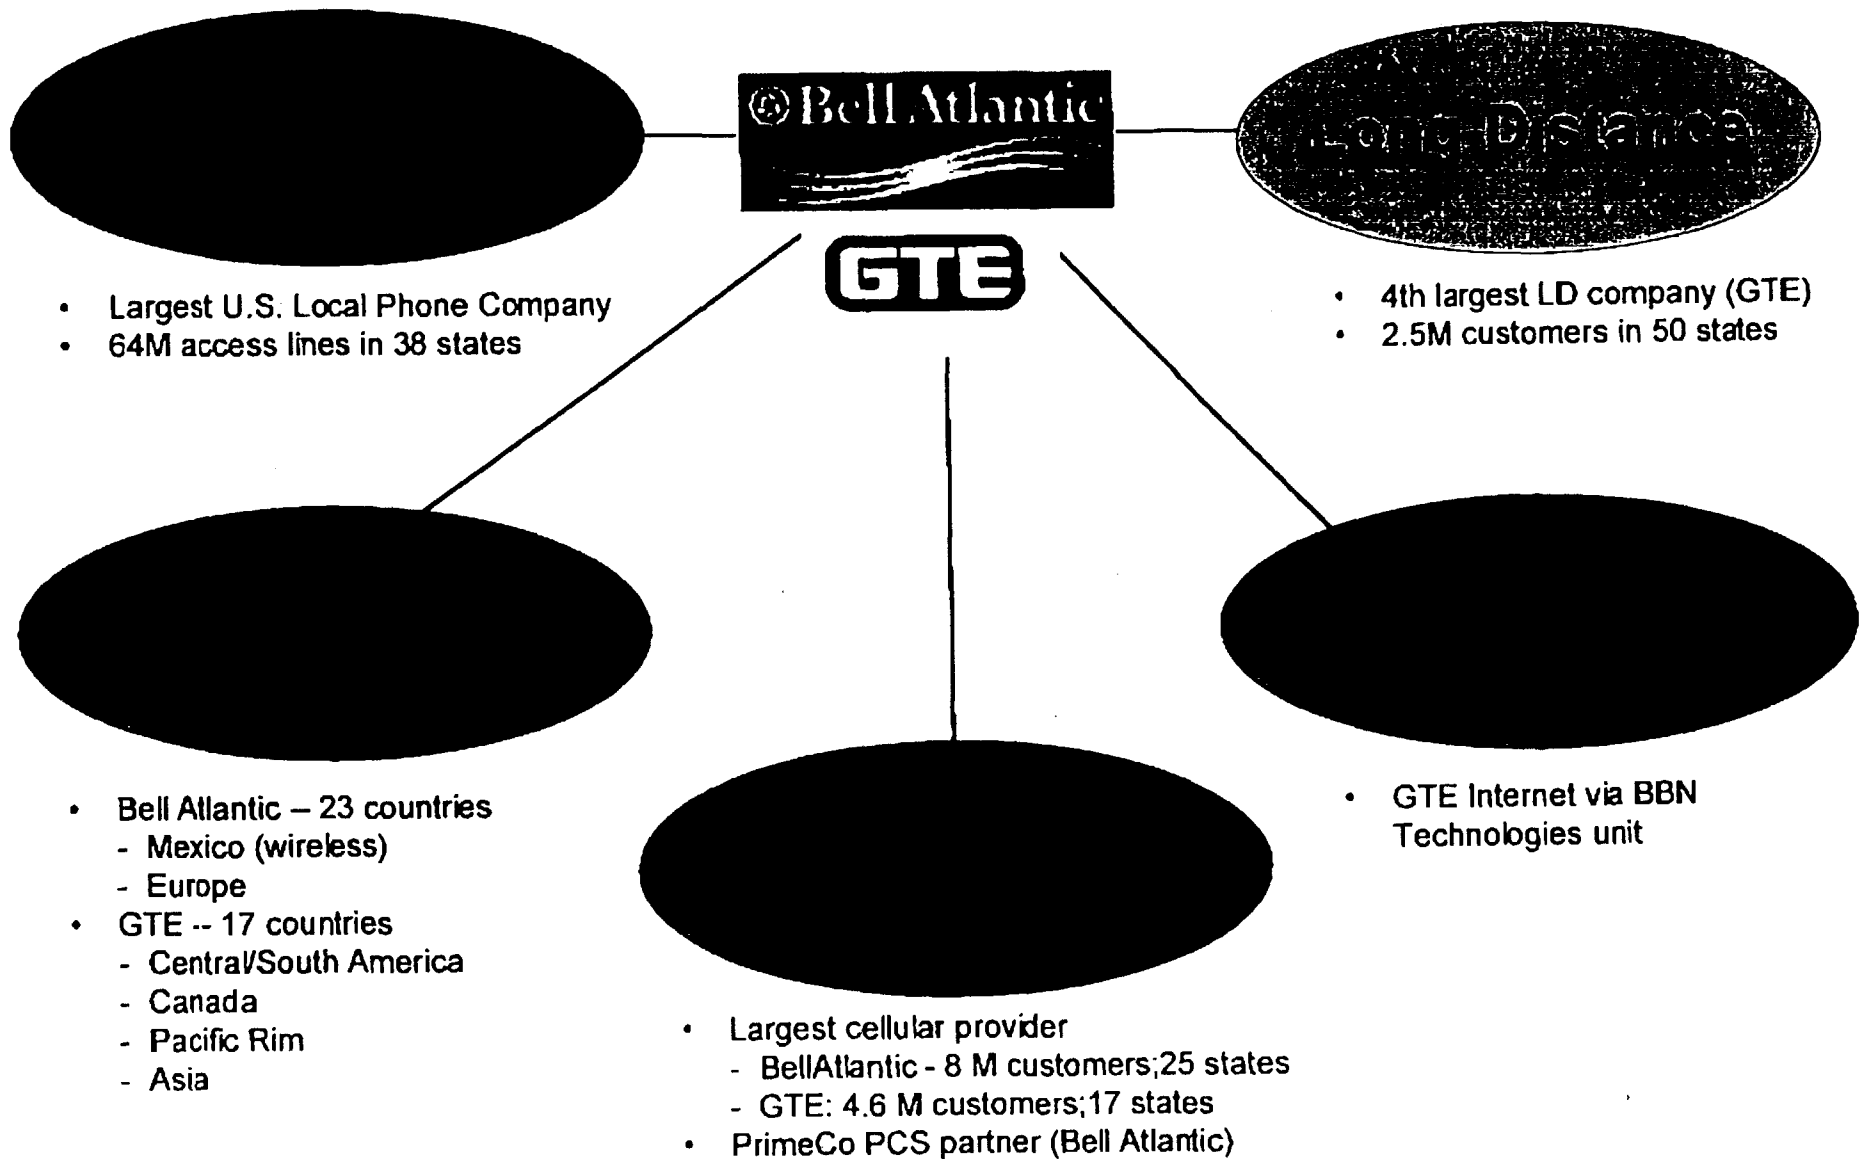 Bell Atlantic
GTE
Long Distance
• Largest U.S. Local Phone Company
• 64M access lines in 38 states
• 4th largest LD company (GTE)
• 2.5M customers in 50 states
• Bell Atlantic – 23 countries
- Mexico (wireless)
- Europe
• GTE -- 17 countries
- Central/South America
- Canada
- Pacific Rim
- Asia
• Largest cellular provider
- BellAtlantic - 8 M customers;25 states
- GTE: 4.6 M customers;17 states
• PrimeCo PCS partner (Bell Atlantic)
• GTE Internet via BBN
Technologies unit